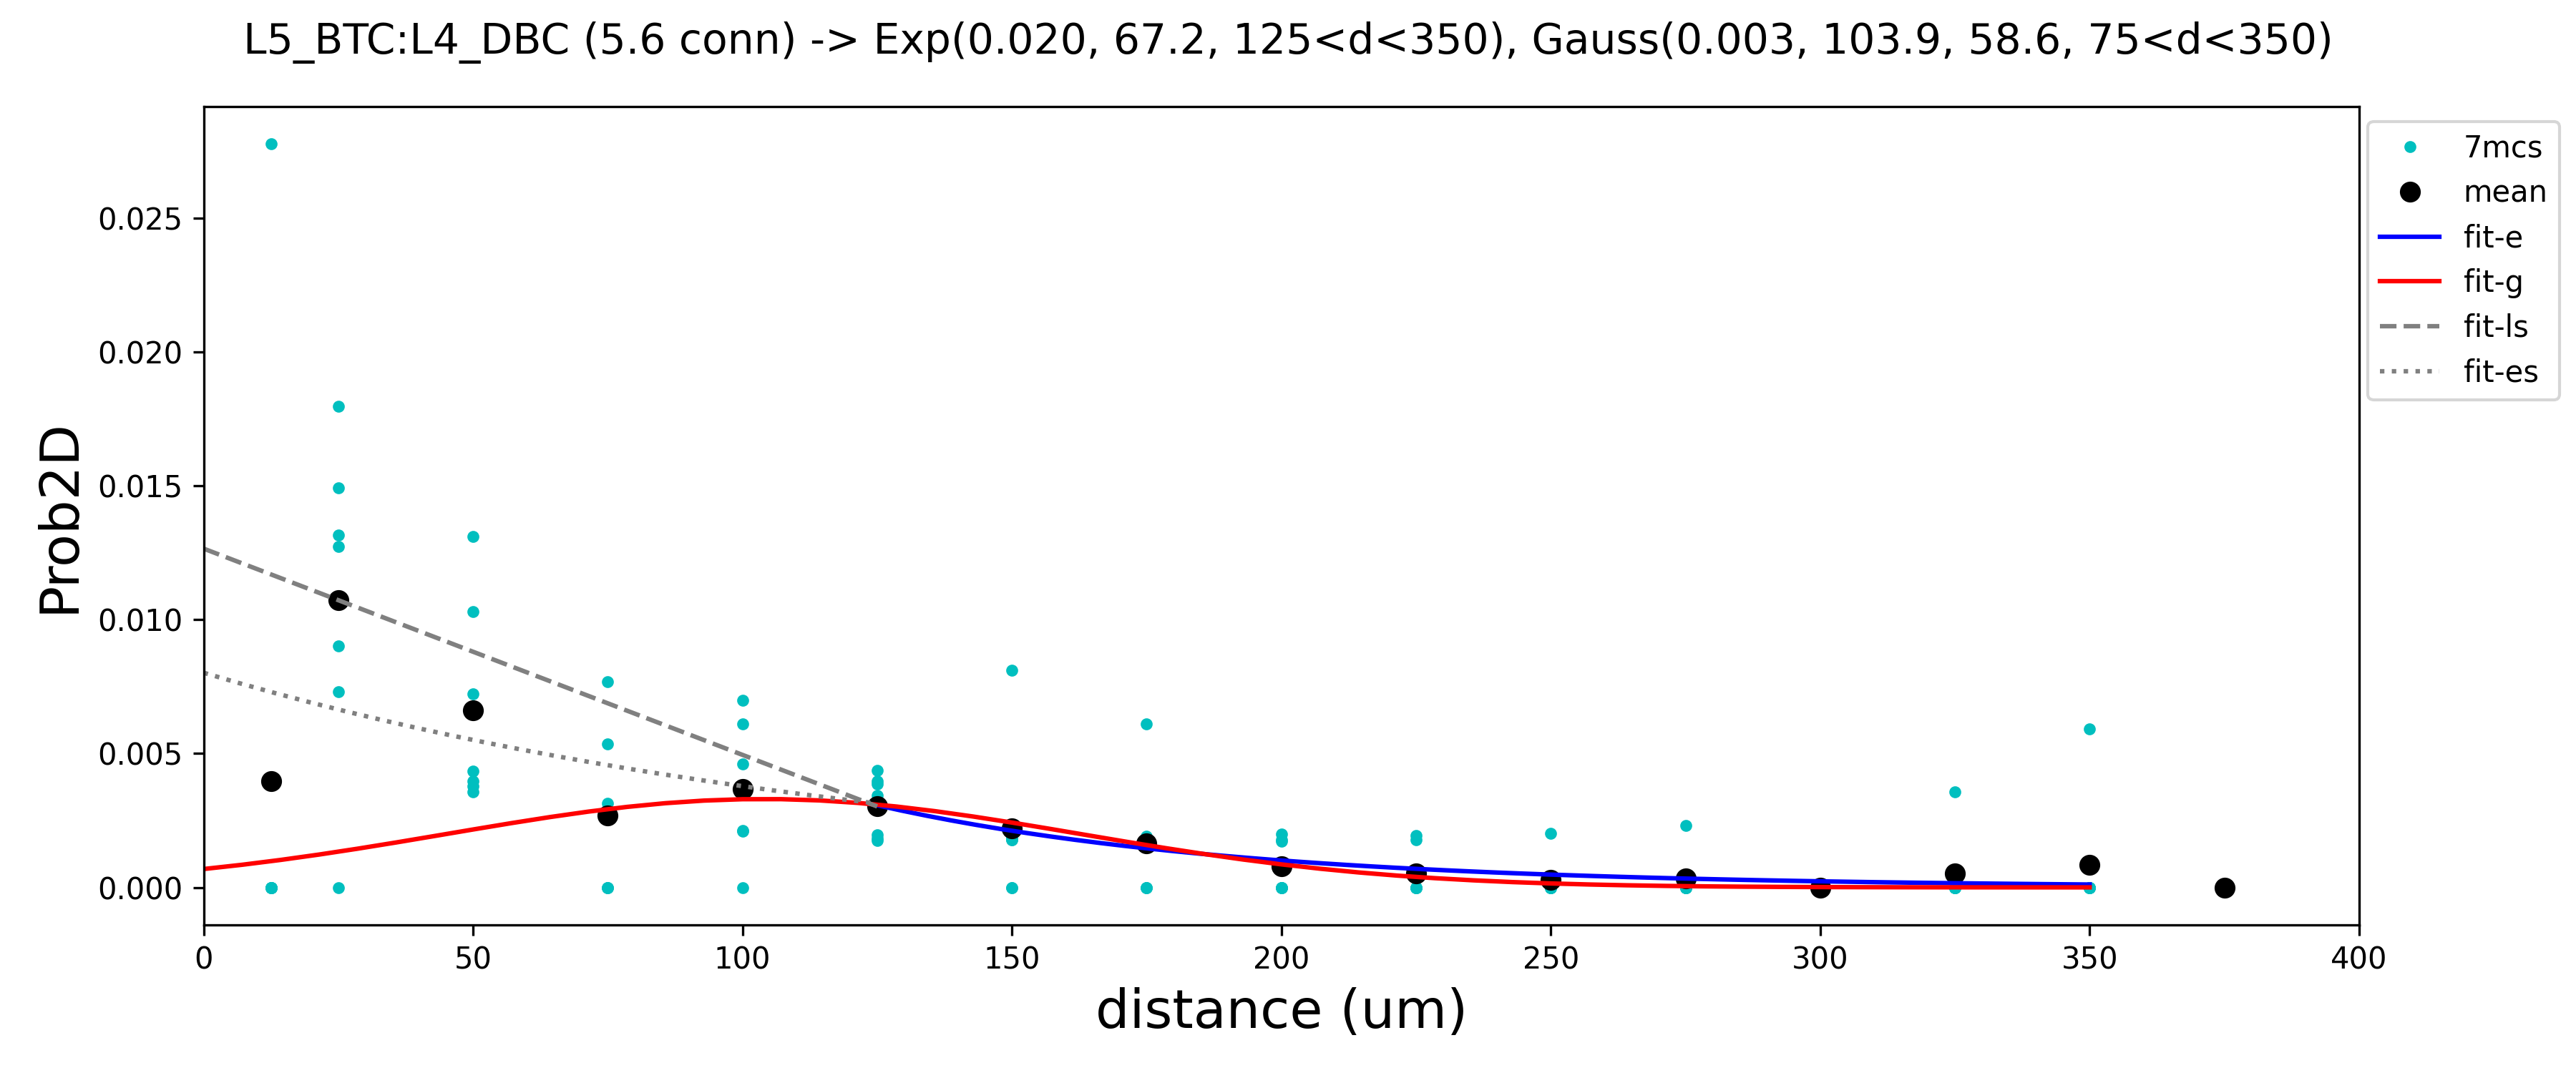 L5_BTC:L4_DBC (5.6 conn) -> Exp(0.020, 67.2, 125<d<350), Gauss(0.003, 103.9, 58.6, 75<d<350)
7mcs
mean
fit-e
fit-g
fit-ls
fit-es
Prob2D
0.025
0.020
0.015
0.010
0.005
0.000
0 50 100 150 200 250 300 350 400
distance (um)